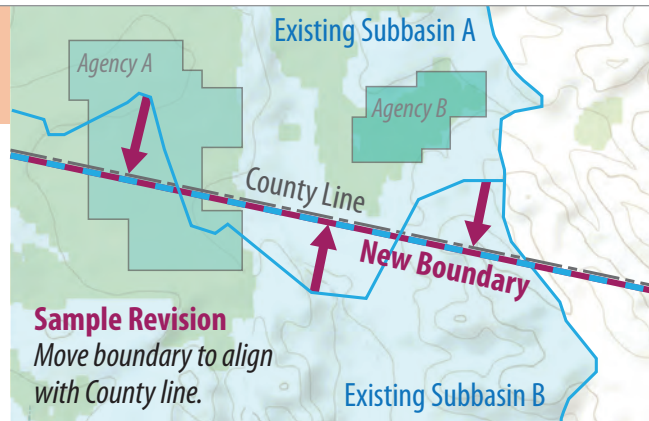 Existing Subbasin A
Agency A
Agency B
County Line
New Boundary
Sample Revision
Move boundary to align
with County line.
Existing Subbasin B